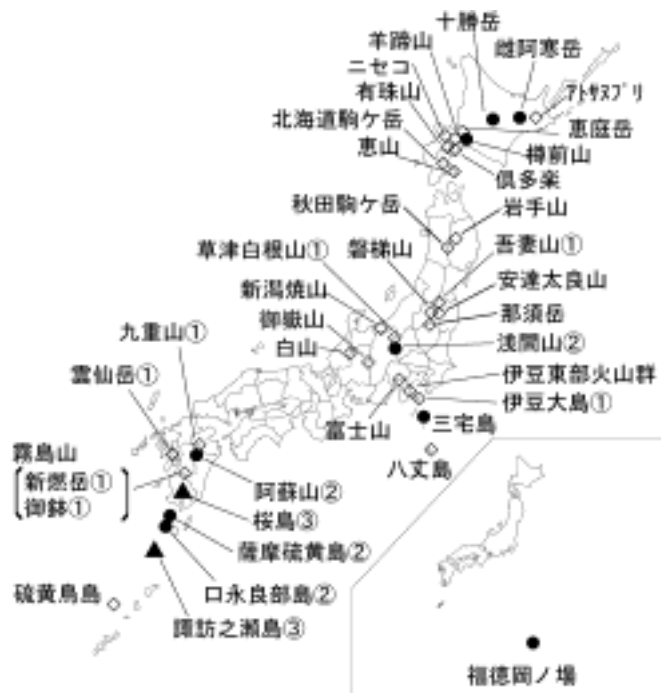 十勝岳
雌阿寒岳
羊蹄山
ニセコ
有珠山
ｱﾄｻﾇﾌﾟﾘ
北海道駒ケ岳
恵庭岳
恵山
樽前山
倶多楽
秋田駒ケ岳
岩手山
草津白根山①
磐梯山
吾妻山①
新潟焼山
安達太良山
御嶽山
那須岳
九重山①
白山
浅間山②
雲仙岳①
伊豆東部火山群
伊豆大島①
富士山
三宅島
霧島山
八丈島
新燃岳①
御鉢①
阿蘇山②
桜島③
薩摩硫黄島②
硫黄鳥島
口永良部島②
諏訪之瀬島③
福徳岡ノ場